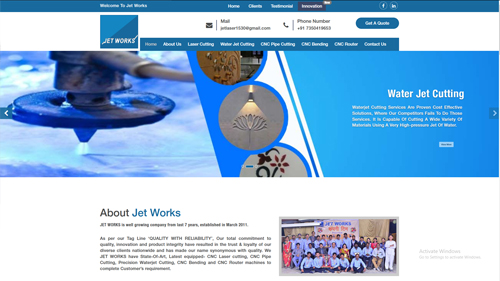 Welcome To Jet Works
Home Clients Testimonial Innovation New
Mail
jetlaser1530@gmail.com
Phone Number
+91 7359419653
Get A Quote
JET WORKS
Home About Us Laser Cutting Water Jet Cutting CNC Pipe Cutting CNC Bending CNC Router Contact Us
Water Jet Cutting
Waterjet Cutting Services Are Proven Cost Effective
Solutions, Where Our Competitors Fails To Do Those
Services, It Is Capable Of Cutting A Wide Variety Of
Materials Using A Very High-pressure Jet Of Water.
About Jet Works
JET WORKS is well growing company from last 7 years, established in March 2011.
As per our Tag Line 'QUALITY WITH RELIABILITY', Our total commitment to
quality, innovation and product integrity have resulted in the trust & loyalty of our
diverse clients nationwide and has made our name synonymous with quality. We
JET WORKS have State-Of-Art, Latest equipped- CNC Laser cutting, CNC Pipe
Cutting, Precision Waterjet Cutting, CNC Bending and CNC Router machines to
complete Customer's requirement.
JET WORKS
Activate Windows
Go to Settings to activate Windows.